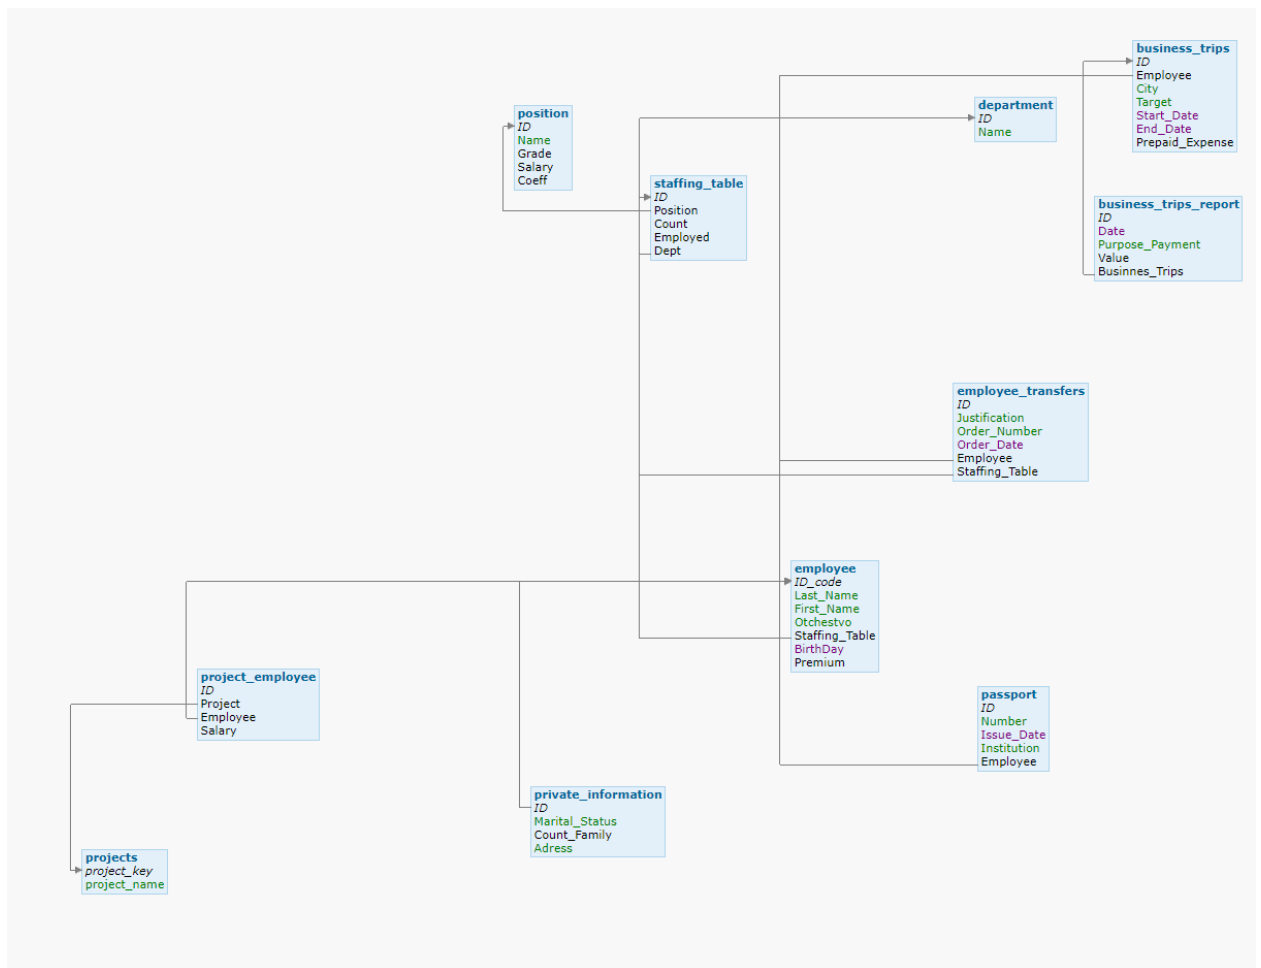 business_trips
ID
Employee
City
Target
Start_Date
End_Date
Prepaid_Expense
department
ID
Name
position
ID
Name
Grade
Salary
Coeff
staffing_table
ID
Position
Count
Employed
Dept
business_trips_report
ID
Date
Purpose_Payment
Value
Businnes_Trips
employee_transfers
ID
Justification
Order_Number
Order_Date
Employee
Staffing_Table
employee
ID_code
Last_Name
First_Name
Otchestvo
Staffing_Table
BirthDay
Premium
project_employee
ID
Project
Employee
Salary
passport
ID
Number
Issue_Date
Institution
Employee
private_information
ID
Marital_Status
Count_Family
Adress
projects
project_key
project_name